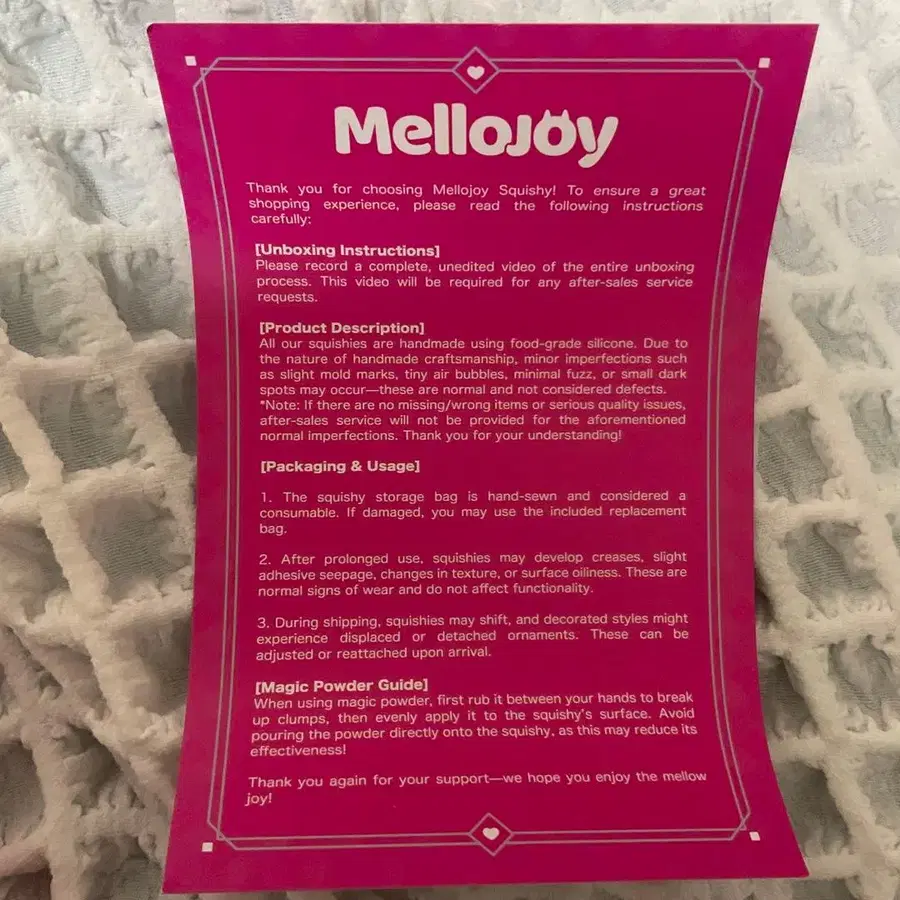 Mellojoy
Thank you for choosing Mellojoy Squishy! To ensure a great
shopping experience, please read the following instructions
carefully:
[Unboxing Instructions]
Please record a complete, unedited video of the entire unboxing
process. This video will be required for any after-sales service
requests.
[Product Description]
All our squishies are handmade using food-grade silicone. Due to
the nature of handmade craftsmanship, minor imperfections such
as slight mold marks, tiny air bubbles, minimal fuzz, or small dark
spots may occur—these are normal and not considered defects.
*Note: If there are no missing/wrong items or serious quality issues,
after-sales service will not be provided for the aforementioned
normal imperfections. Thank you for your understanding!
[Packaging & Usage]
1. The squishy storage bag is hand-sewn and considered a
consumable. If damaged, you may use the included replacement
bag.
2. After prolonged use, squishies may develop creases, slight
adhesive seepage, changes in texture, or surface oiliness. These are
normal signs of wear and do not affect functionality.
3. During shipping, squishies may shift, and decorated styles might
experience displaced or detached ornaments. These can be
adjusted or reattached upon arrival.
[Magic Powder Guide]
When using magic powder, first rub it between your hands to break
up clumps, then evenly apply it to the squishy's surface. Avoid
pouring the powder directly onto the squishy, as this may reduce its
effectiveness!
Thank you again for your support—we hope you enjoy the mellow
joy!